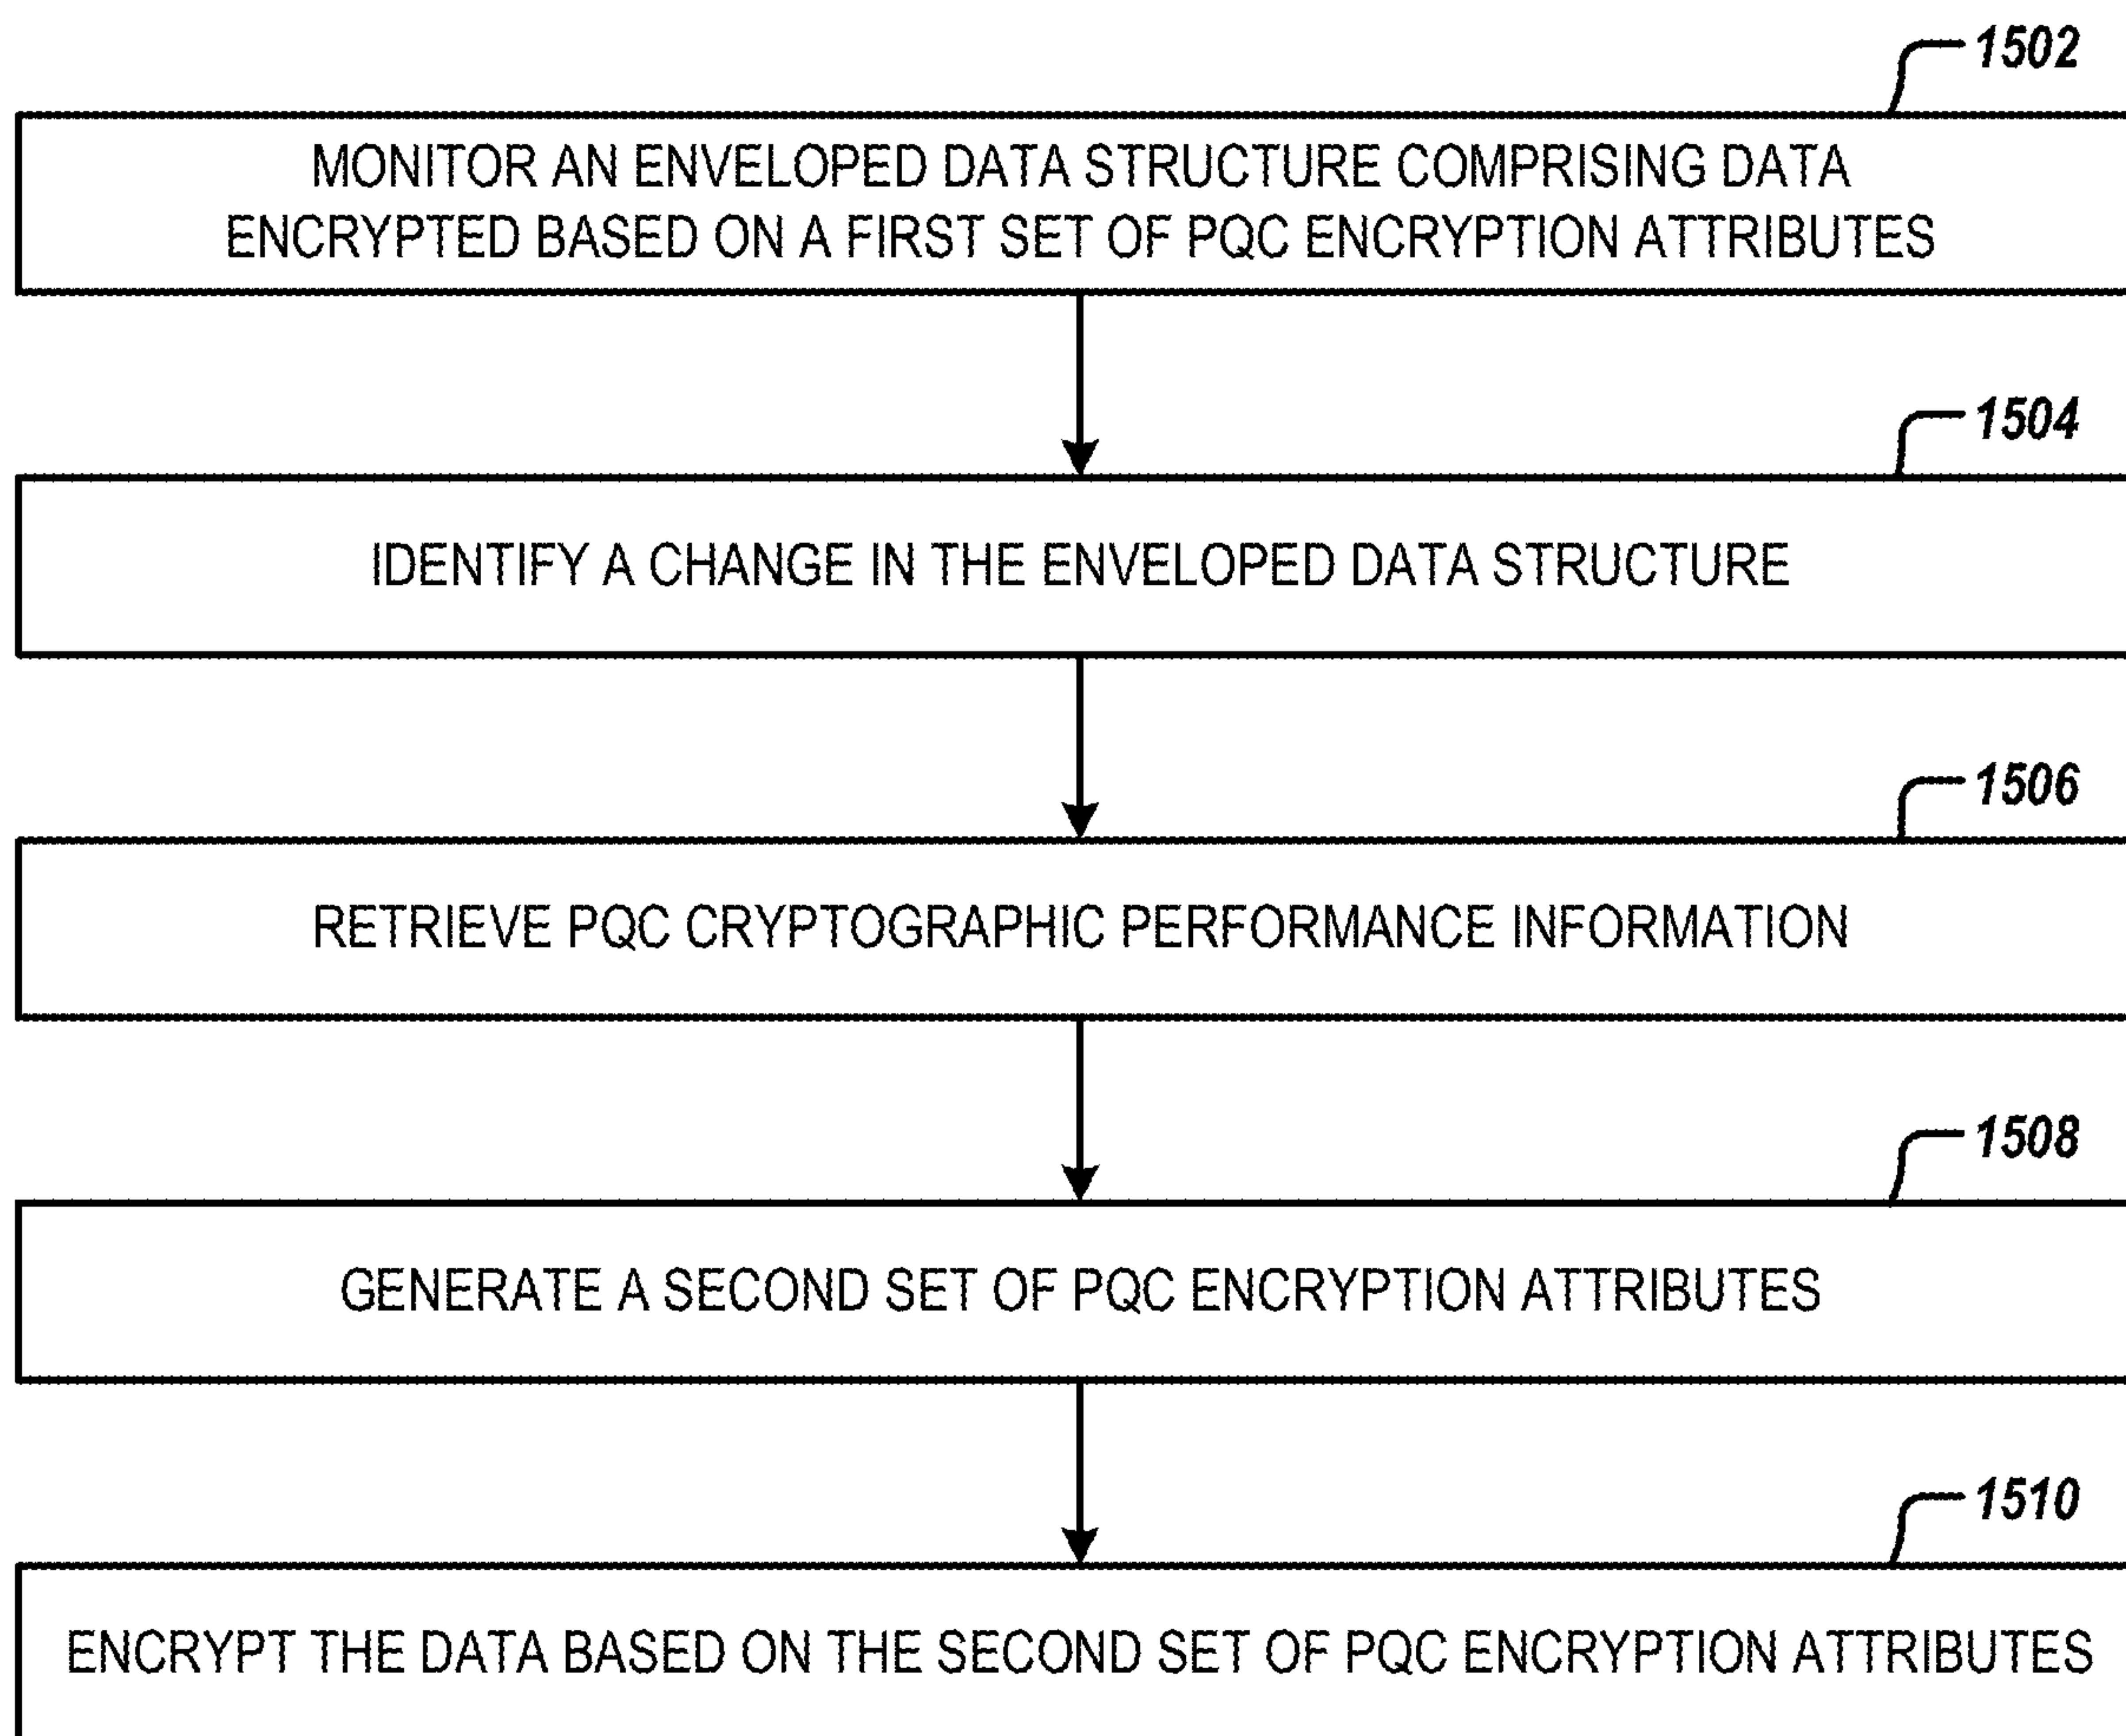 1502
MONITOR AN ENVELOPED DATA STRUCTURE COMPRISING DATA
ENCRYPTED BASED ON A FIRST SET OF PQC ENCRYPTION ATTRIBUTES
1504
IDENTIFY A CHANGE IN THE ENVELOPED DATA STRUCTURE
1506
RETRIEVE PQC CRYPTOGRAPHIC PERFORMANCE INFORMATION
1508
GENERATE A SECOND SET OF PQC ENCRYPTION ATTRIBUTES
1510
ENCRYPT THE DATA BASED ON THE SECOND SET OF PQC ENCRYPTION ATTRIBUTES